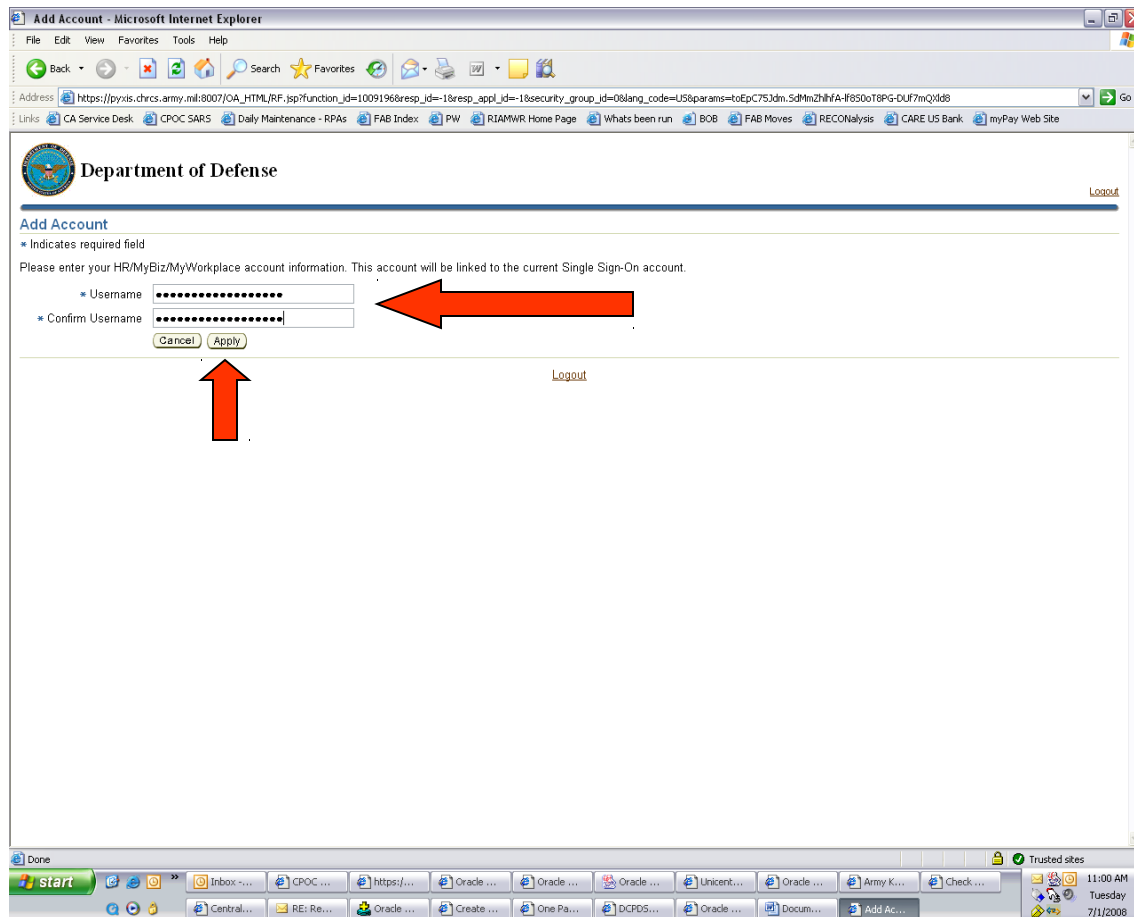 Add Account - Microsoft Internet Explorer
File Edit View Favorites Tools Help
Back Search Favorites
Address https://pyxis.chrcs.army.mil:8007/OA_HTML/RF.jsp?function_id=1009196&resp_id=-1&resp_appl_id=-1&security_group_id=0&lang_code=US&params=toEpC75Jdm.SdMmZhlhfA-lf850oT8PG-DUf7mQXld8 Go
Links CA Service Desk CPOC SARS Daily Maintenance - RPAs FAB Index PW RIAMWR Home Page Whats been run BOB FAB Moves RECONalysis CARE US Bank myPay Web Site
Department of Defense
Logout
Add Account
* Indicates required field
Please enter your HR/MyBiz/MyWorkplace account information. This account will be linked to the current Single Sign-On account.
* Username ••••••••••••••••••
* Confirm Username ••••••••••••••••••
Cancel Apply
Logout
Done Trusted sites
start » Inbox -... CPOC ... https:/... Oracle ... Oracle ... Oracle ... Unicent... Oracle ... Army K... Check ... 11:00 AM
Tuesday
Central... RE: Re... Oracle ... Create ... One Pa... DCPDS... Oracle ... Docum... Add Ac... 7/1/2008